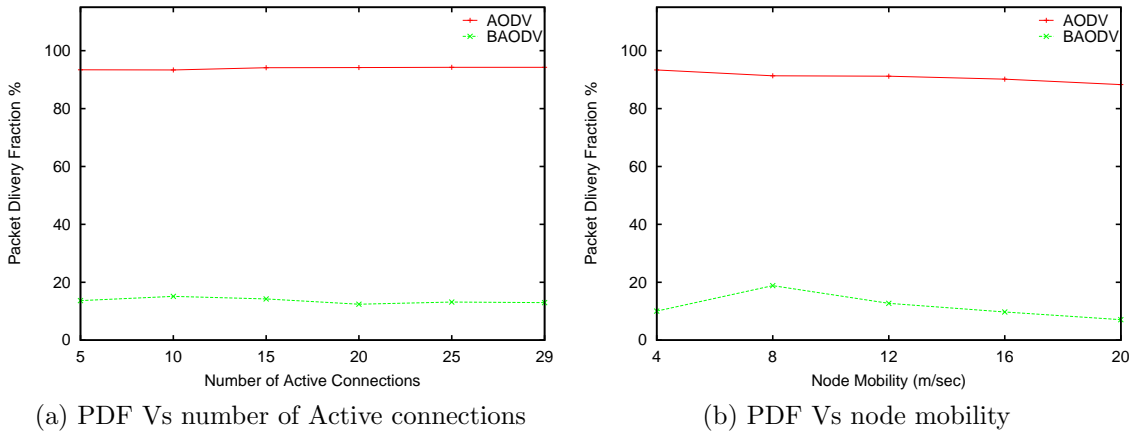 AODV
BAODV
100
80
60
40
20
0
Packet Dlivery Fraction %
5 10 15 20 25 29
Number of Active Connections
(a) PDF Vs number of Active connections
AODV
BAODV
100
80
60
40
20
0
Packet Dlivery Fraction %
4 8 12 16 20
Node Mobility (m/sec)
(b) PDF Vs node mobility